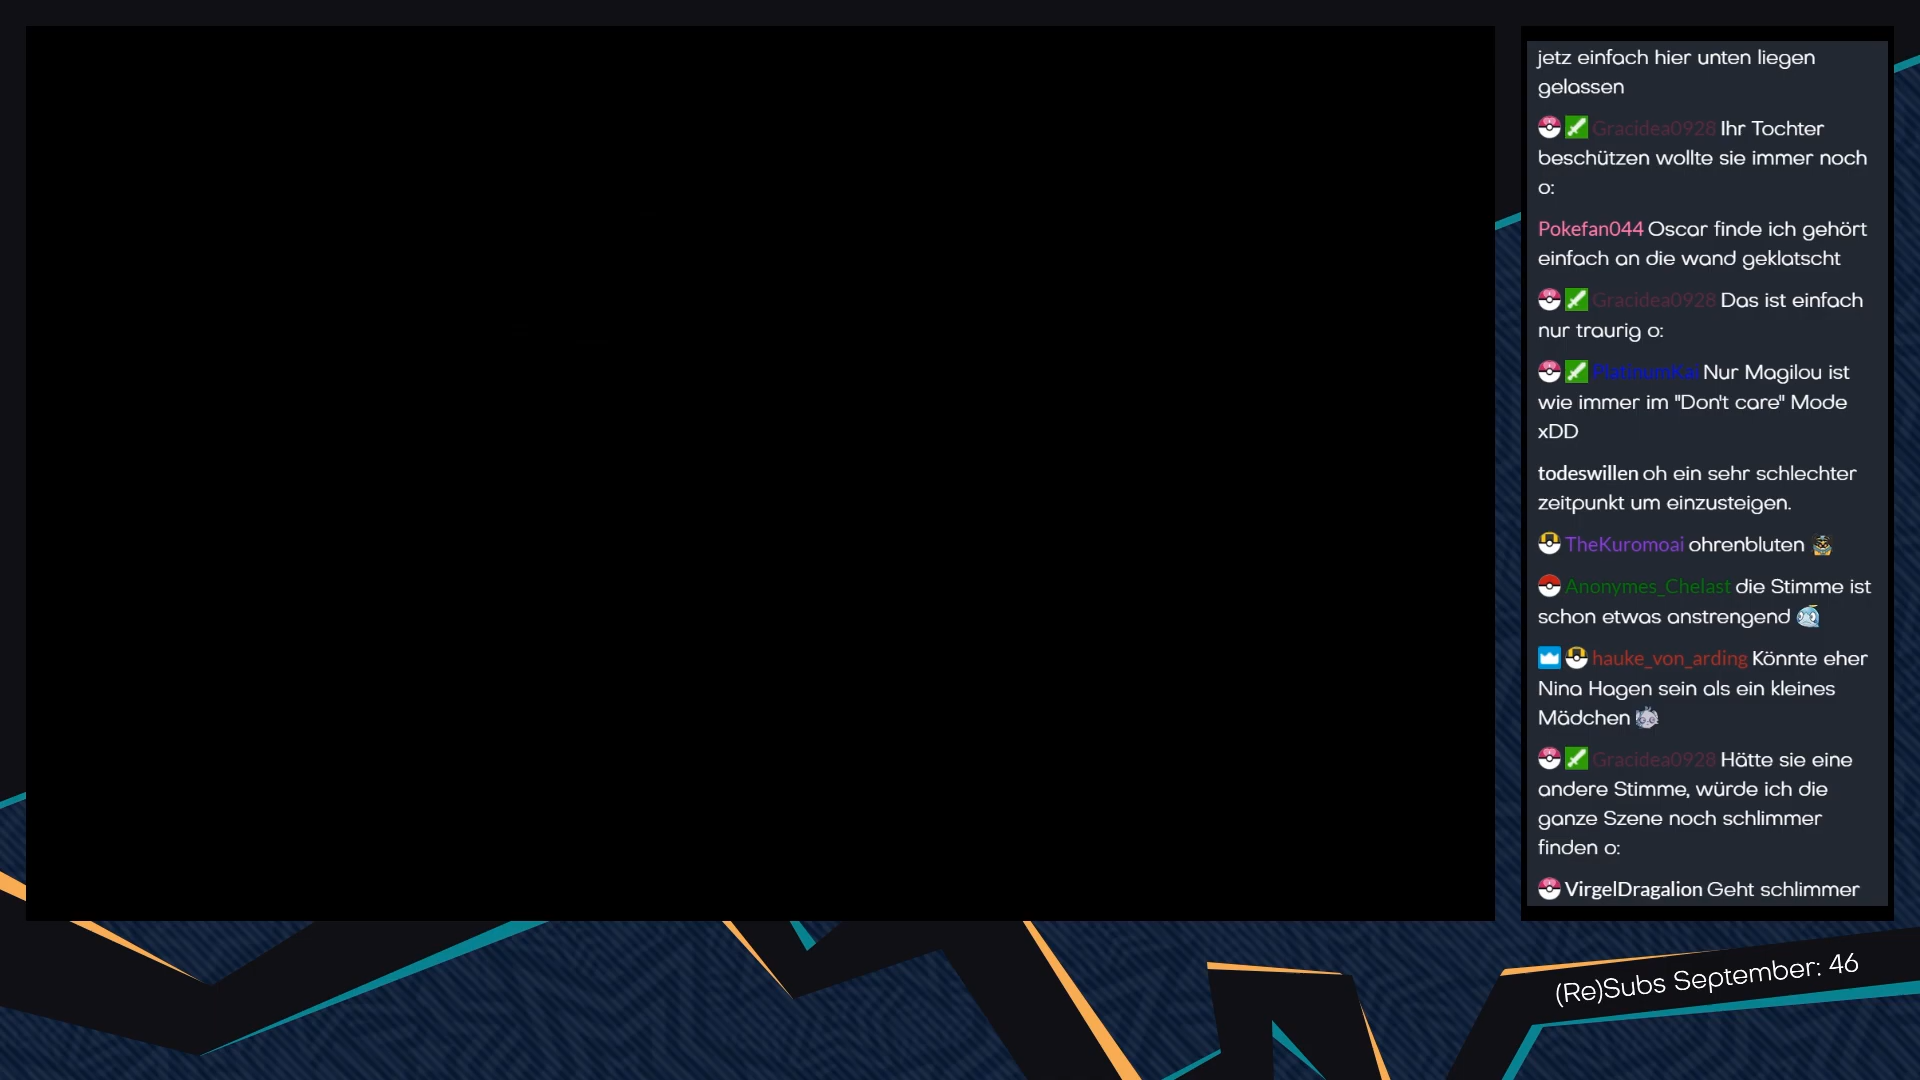 jetz einfach hier unten liegen
gelassen
Gracidea0928 Ihr Tochter
beschützen wollte sie immer noch
o:
Pokefan044 Oscar finde ich gehört
einfach an die wand geklatscht
Gracidea0928 Das ist einfach
nur traurig o:
PlatinumKai Nur Magilou ist
wie immer im "Don't care" Mode
xDD
todeswillen oh ein sehr schlechter
zeitpunkt um einzusteigen.
TheKuromoai ohrenbluten
Anonymes_Chelast die Stimme ist
schon etwas anstrengend
hauke_von_arding Könnte eher
Nina Hagen sein als ein kleines
Mädchen
Gracidea0928 Hätte sie eine
andere Stimme, würde ich die
ganze Szene noch schlimmer
finden o:
VirgelDragalion Geht schlimmer
(Re)Subs September: 46